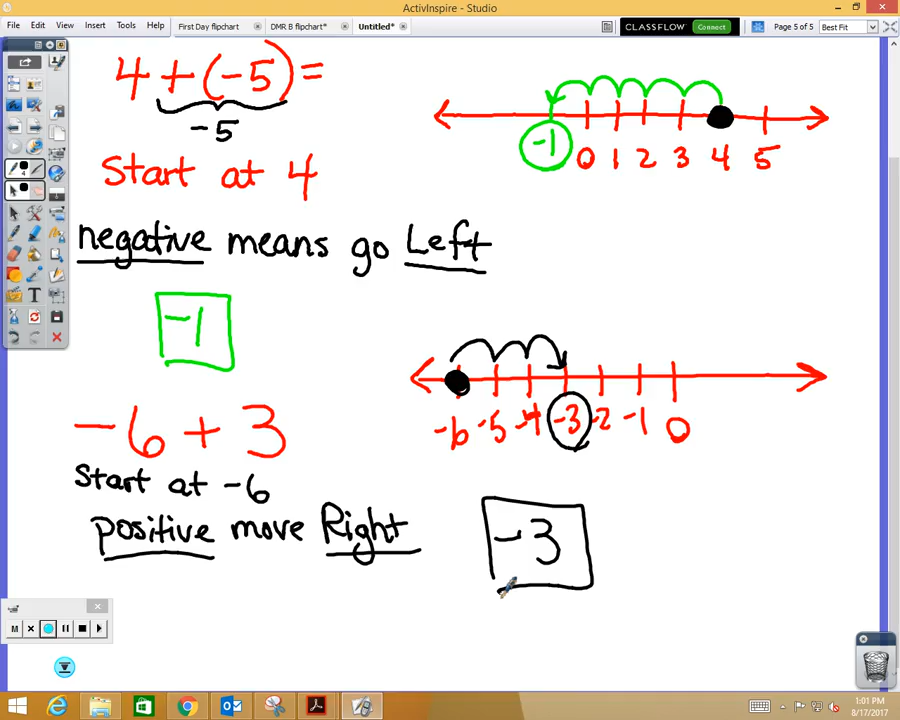 ActivInspire - Studio
File Edit View Insert Tools Help
First Day flipchart
DMR B flipchart*
Untitled*
CLASSFLOW Connect
Page 5 of 5
Best Fit
4 + (-5) =
-5
-1 0 1 2 3 4 5
Start at 4
negative means go Left
-1
-6 -5 -4 -3 -2 -1 0
-6 + 3
Start at -6
positive move Right
-3
4
T
M
1:01 PM
8/17/2017